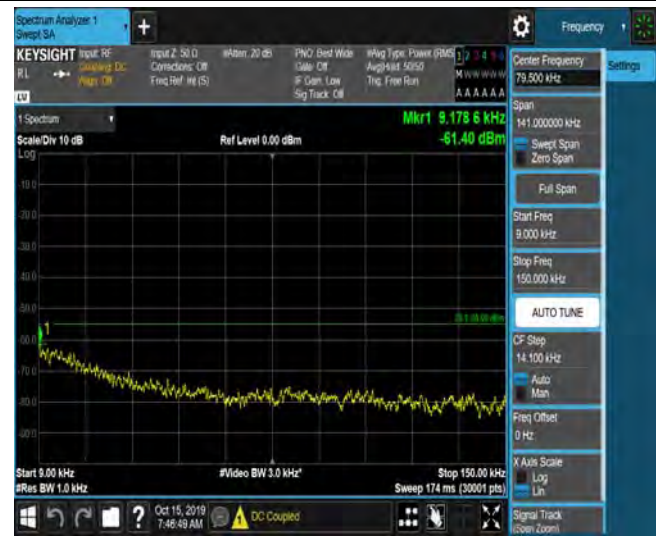 Spectrum Analyzer 1
Swept SA
+
Frequency
KEYSIGHT Input: RF
RL
Coupling: DC
Align: Off
LV
Input Z: 50 Ω
Corrections: Off
Freq Ref: Int (S)
#Atten: 20 dB
PNO: Best Wide
Gate: Off
IF Gain: Low
Sig Track: Off
#Avg Type: Power (RMS)
Avg|Hold: 50/50
Trig: Free Run
1 2 3 4 5 6
M W W W W W
A A A A A A
1 Spectrum
Scale/Div 10 dB
Ref Level 0.00 dBm
Mkr1 9.178 6 kHz
-61.40 dBm
Log
-10.0
-20.0
-30.0
-40.0
-50.0
-60.0
-70.0
-80.0
-90.0
1
Start 9.00 kHz
#Res BW 1.0 kHz
#Video BW 3.0 kHz*
Stop 150.00 kHz
Sweep 174 ms (30001 pts)
?
Oct 15, 2019
7:46:49 AM
DC Coupled
Center Frequency
79.500 kHz
Settings
Span
141.000000 kHz
Swept Span
Zero Span
Full Span
Start Freq
9.000 kHz
Stop Freq
150.000 kHz
AUTO TUNE
CF Step
14.100 kHz
Auto
Man
Freq Offset
0 Hz
X Axis Scale
Log
Lin
Signal Track
(Span Zoom)